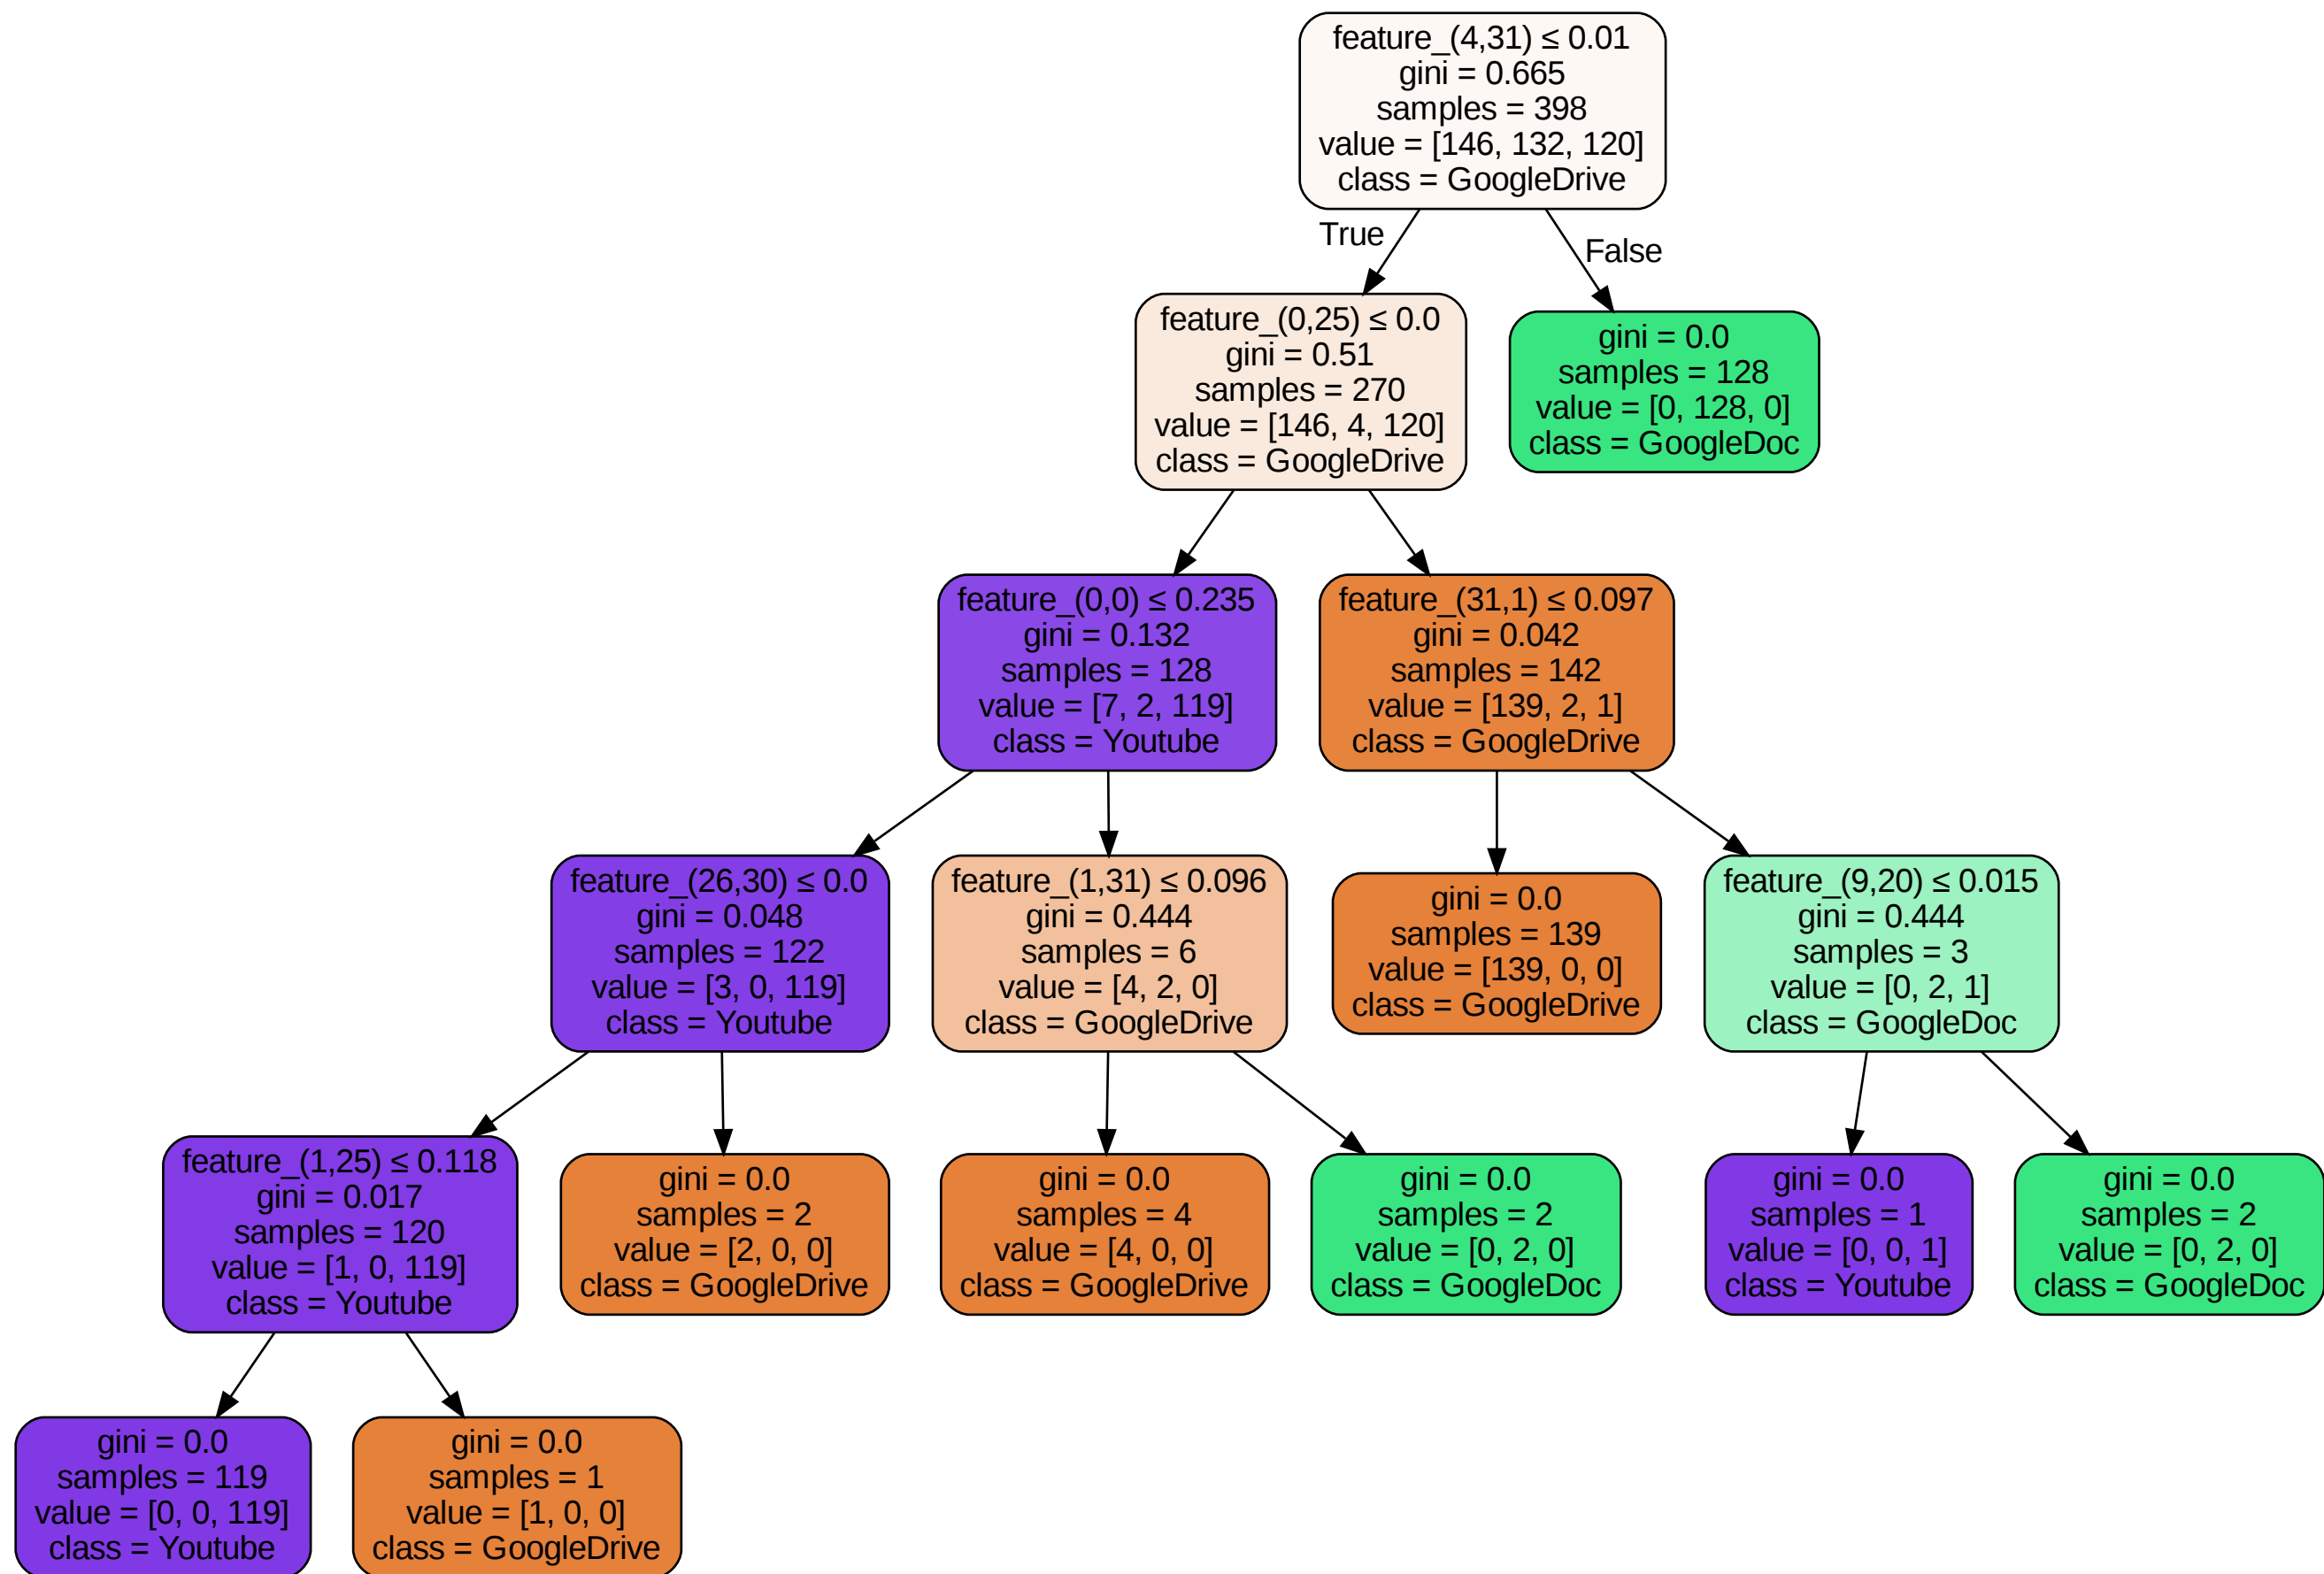 feature_(4,31) ≤ 0.01
gini = 0.665
samples = 398
value = [146, 132, 120]
class = GoogleDrive
True
False
feature_(0,25) ≤ 0.0
gini = 0.51
samples = 270
value = [146, 4, 120]
class = GoogleDrive
gini = 0.0
samples = 128
value = [0, 128, 0]
class = GoogleDoc
feature_(0,0) ≤ 0.235
gini = 0.132
samples = 128
value = [7, 2, 119]
class = Youtube
feature_(31,1) ≤ 0.097
gini = 0.042
samples = 142
value = [139, 2, 1]
class = GoogleDrive
feature_(26,30) ≤ 0.0
gini = 0.048
samples = 122
value = [3, 0, 119]
class = Youtube
feature_(1,31) ≤ 0.096
gini = 0.444
samples = 6
value = [4, 2, 0]
class = GoogleDrive
gini = 0.0
samples = 139
value = [139, 0, 0]
class = GoogleDrive
feature_(9,20) ≤ 0.015
gini = 0.444
samples = 3
value = [0, 2, 1]
class = GoogleDoc
feature_(1,25) ≤ 0.118
gini = 0.017
samples = 120
value = [1, 0, 119]
class = Youtube
gini = 0.0
samples = 2
value = [2, 0, 0]
class = GoogleDrive
gini = 0.0
samples = 4
value = [4, 0, 0]
class = GoogleDrive
gini = 0.0
samples = 2
value = [0, 2, 0]
class = GoogleDoc
gini = 0.0
samples = 1
value = [0, 0, 1]
class = Youtube
gini = 0.0
samples = 2
value = [0, 2, 0]
class = GoogleDoc
gini = 0.0
samples = 119
value = [0, 0, 119]
class = Youtube
gini = 0.0
samples = 1
value = [1, 0, 0]
class = GoogleDrive